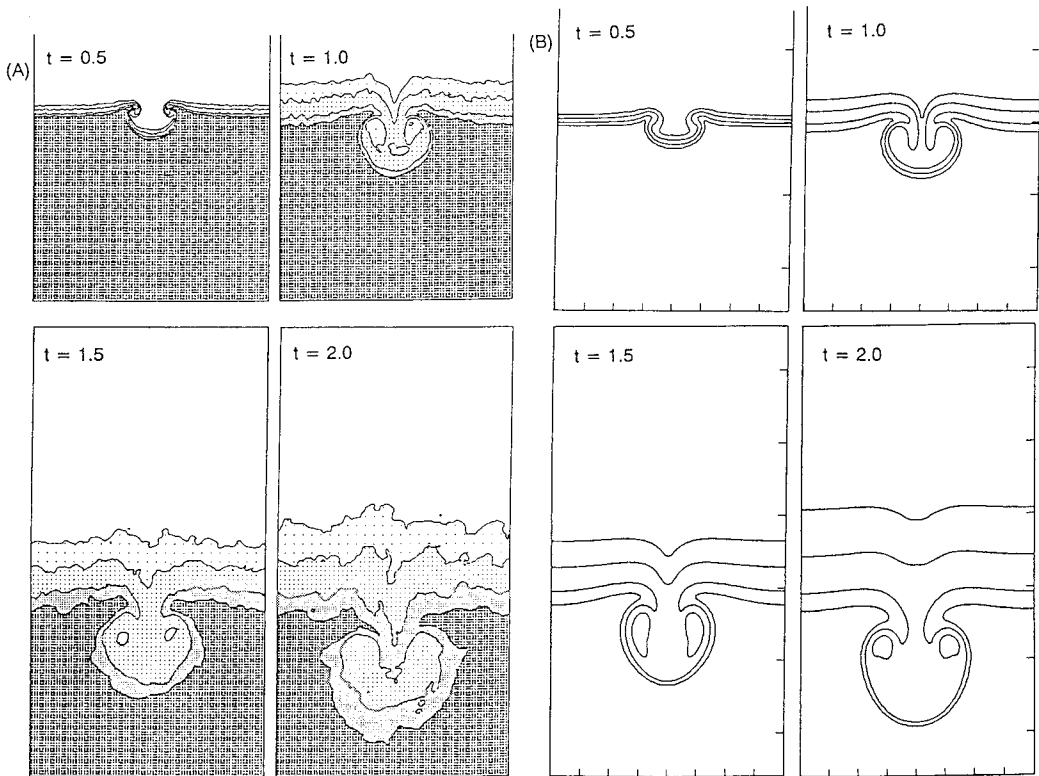 (A)
t = 0.5
t = 1.0
t = 1.5
t = 2.0
(B)
t = 0.5
t = 1.0
t = 1.5
t = 2.0